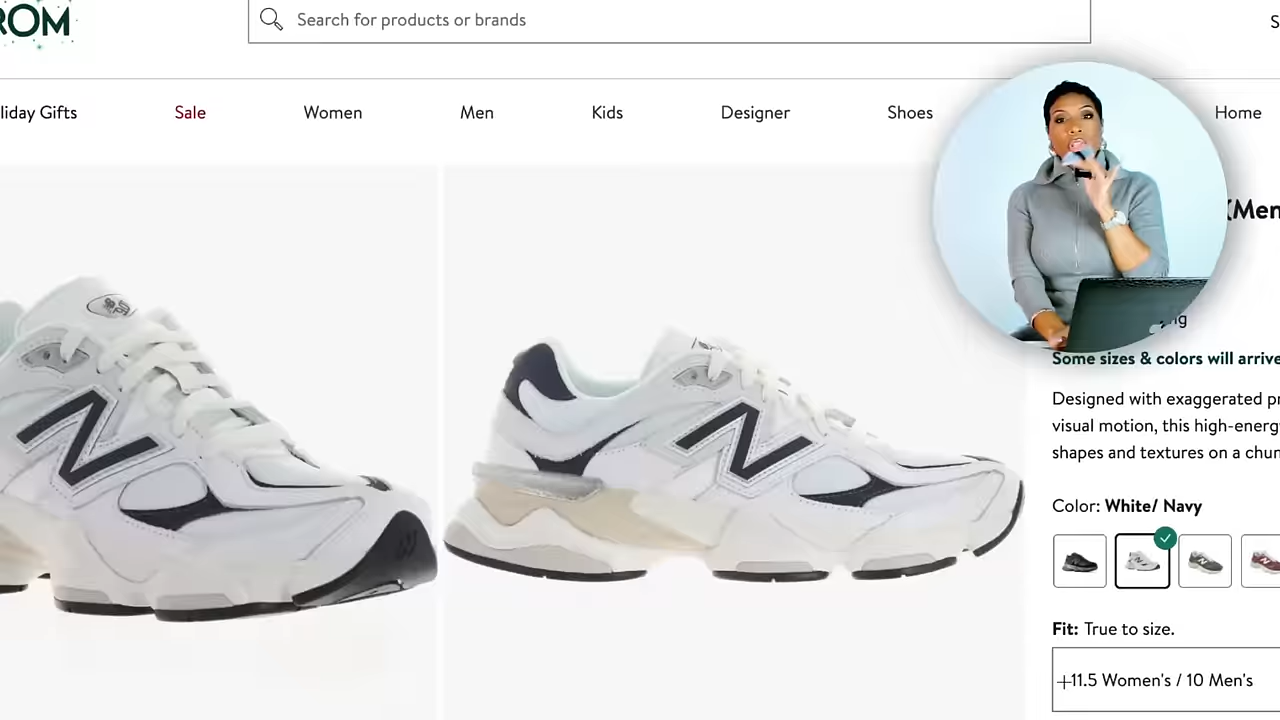 ROM
Search for products or brands
S
liday Gifts
Sale
Women
Men
Kids
Designer
Shoes
Home
(Men
ng
Some sizes & colors will arrive
Designed with exaggerated pr
visual motion, this high-energy
shapes and textures on a chun
Color: White/ Navy
Fit: True to size.
11.5 Women's / 10 Men's
N
N